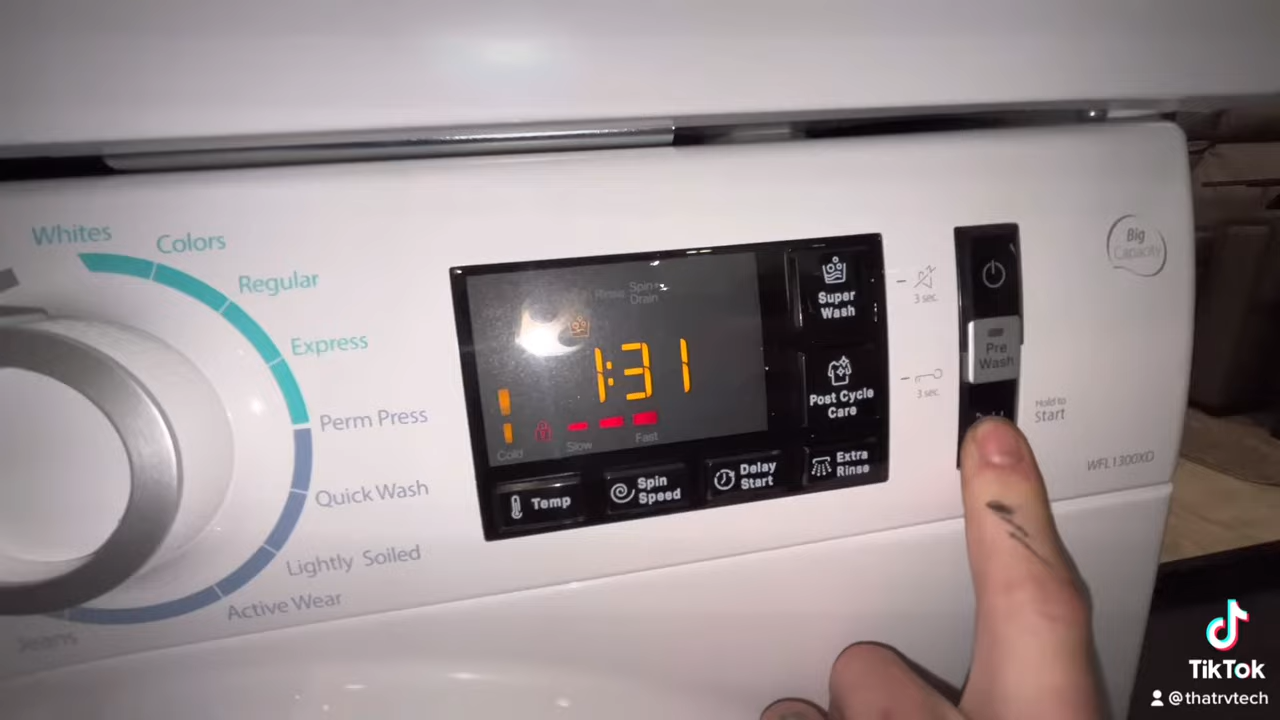 Whites
Colors
Regular
Express
Perm Press
Quick Wash
Lightly Soiled
Active Wear
Jeans
Rinse
Spin
Drain
1:31
Cold
Slow
Fast
Temp
Spin
Speed
Delay
Start
Extra
Rinse
Super
Wash
Post Cycle
Care
3 sec.
3 sec.
Pre
Wash
Hold to
Start
Big
Capacity
WFL1300XD
TikTok
@thatrvtech